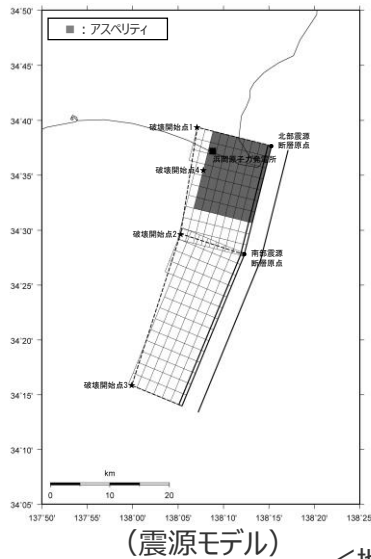 ■ : アスペリティ
34°50'
34°45'
34°40'
34°35'
34°30'
34°25'
34°20'
34°15'
34°10'
34°05'
破壊開始点1
北部震源
断層原点
浜岡原子力発電所
破壊開始点4
破壊開始点2
南部震源
断層原点
破壊開始点3
km
0 10 20
137°50' 137°55' 138°00' 138°05' 138°10' 138°15' 138°20' 138°25'
(震源モデル)